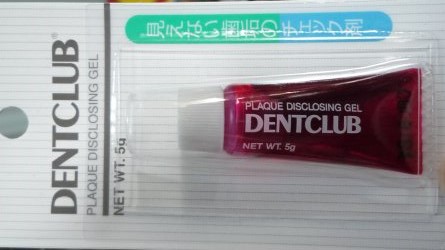 見えない歯垢のチェック剤!
DENTCLUB®
PLAQUE DISCLOSING GEL
NET WT. 5g
PLAQUE DISCLOSING GEL
DENTCLUB
NET WT. 5g